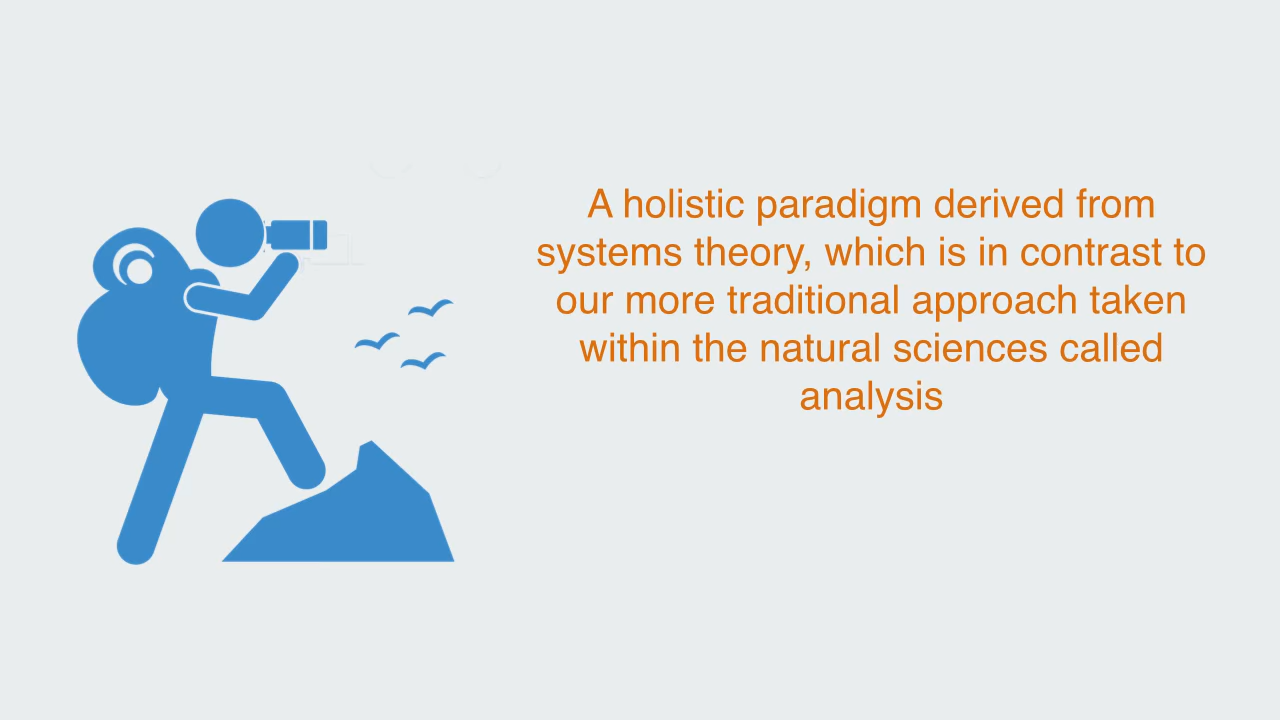 A holistic paradigm derived from
systems theory, which is in contrast to
our more traditional approach taken
within the natural sciences called
analysis